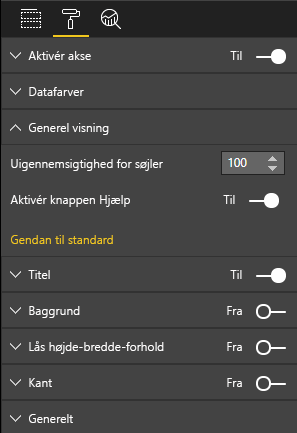 Aktivér akse Til
Datafarver
Generel visning
Uigennemsigtighed for søjler 100
Aktivér knappen Hjælp Til
Gendan til standard
Titel Til
Baggrund Fra
Lås højde-bredde-forhold Fra
Kant Fra
Generelt